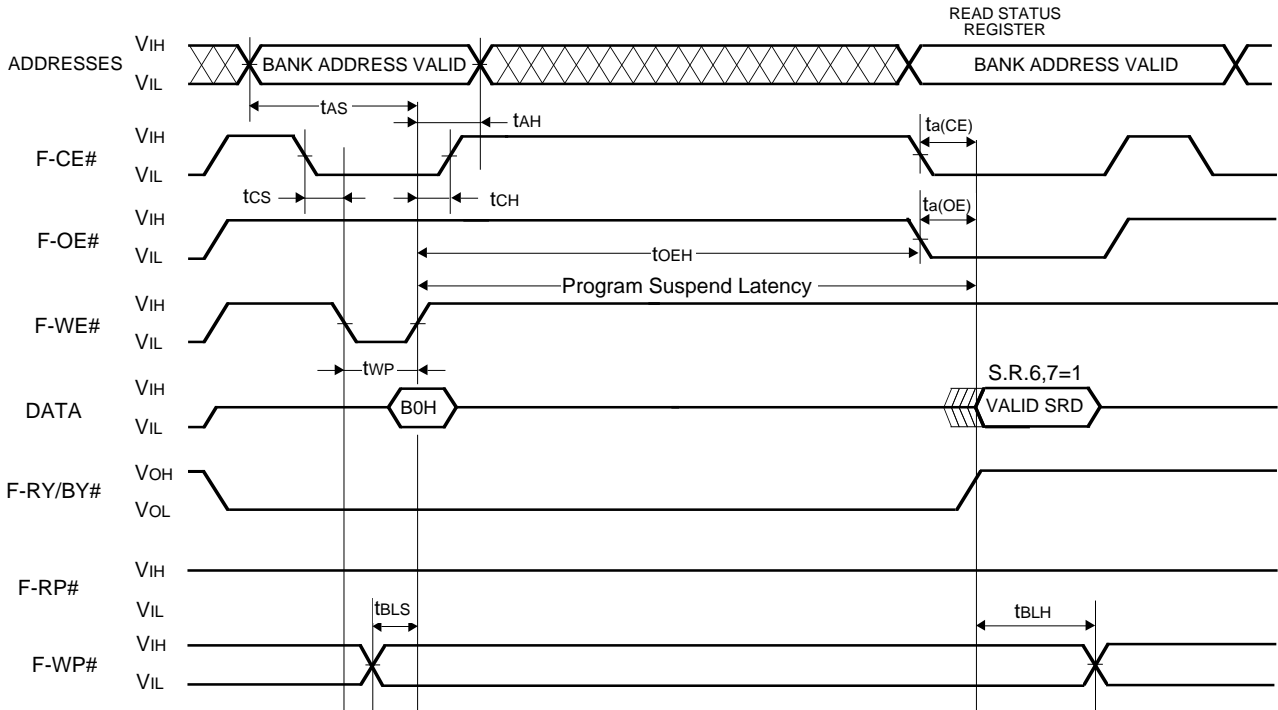 READ STATUS
REGISTER
ADDRESSES
VIH
VIL
BANK ADDRESS VALID
BANK ADDRESS VALID
tAS
tAH
F-CE#
VIH
VIL
ta(CE)
tCS
tCH
F-OE#
VIH
VIL
ta(OE)
tOEH
Program Suspend Latency
F-WE#
VIH
VIL
tWP
DATA
VIH
VIL
B0H
S.R.6,7=1
VALID SRD
F-RY/BY#
VOH
VOL
F-RP#
VIH
VIL
tBLS
tBLH
F-WP#
VIH
VIL